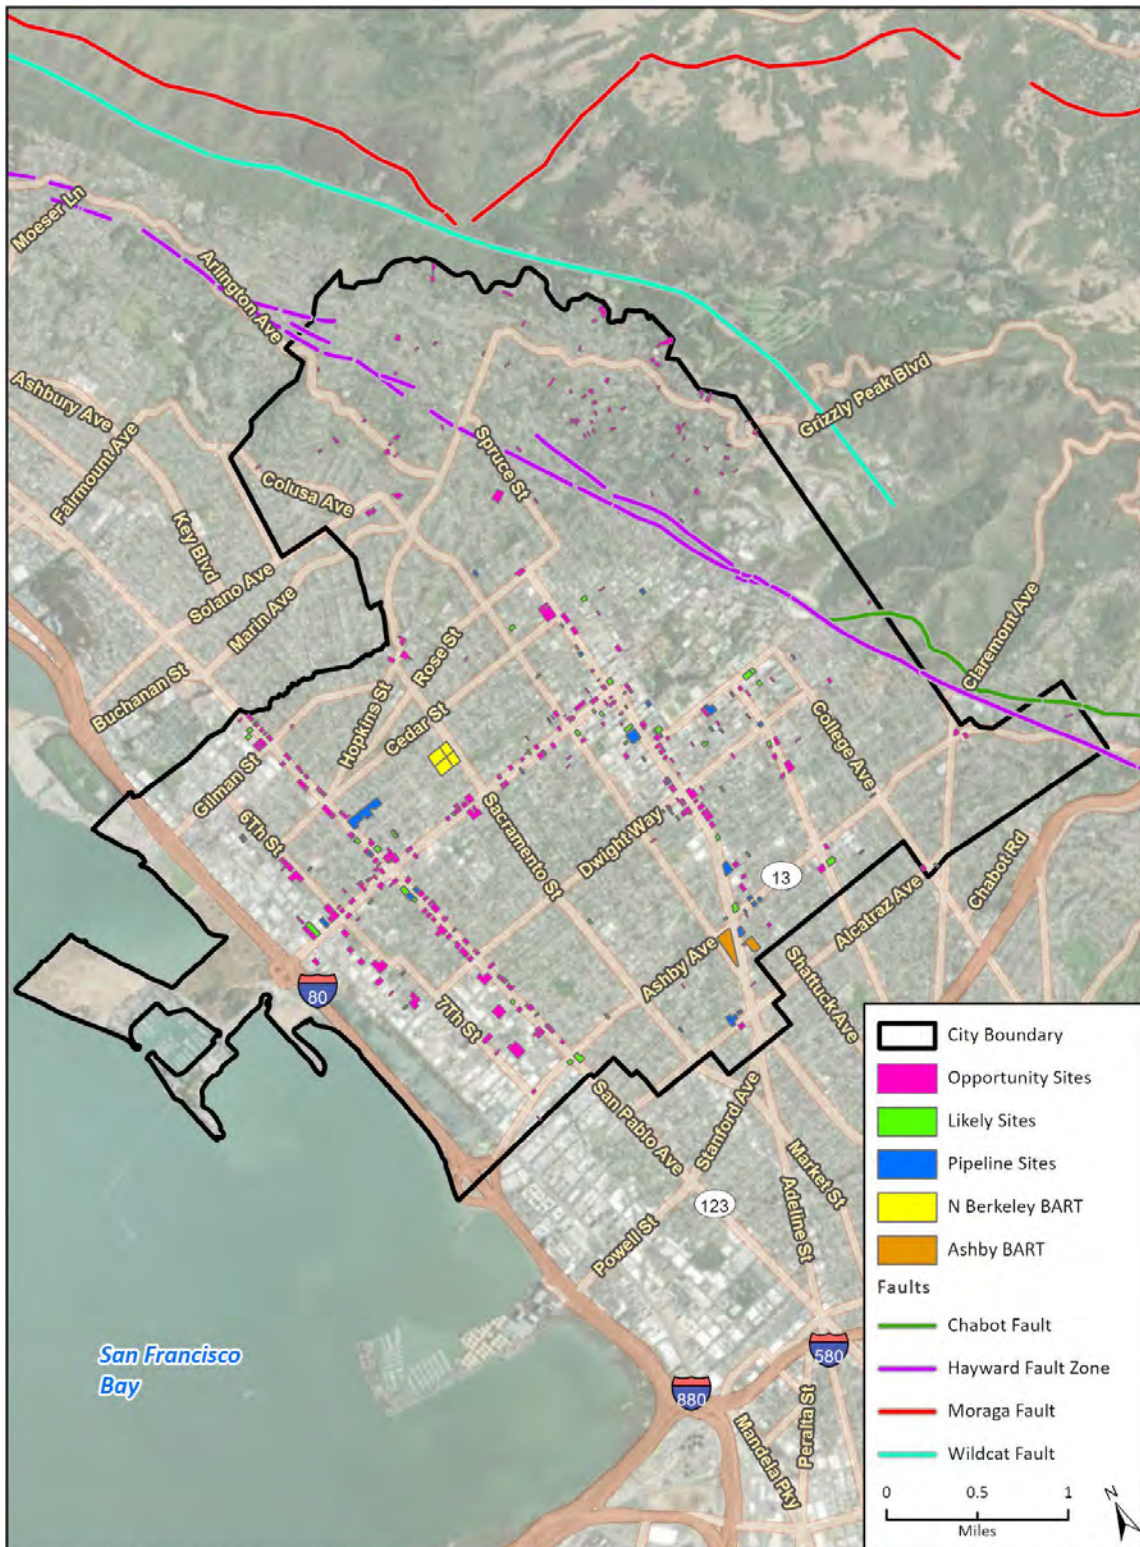 Moeser Ln
Arlington Ave
Ashbury Ave
Fairmount Ave
Grizzly Peak Blvd
Spruce St
Colusa Ave
Key Blvd
Solano Ave
Marin Ave
Claremont Ave
Buchanan St
Rose St
Hopkins St
Cedar St
College Ave
Gilman St
6Th St
Sacramento St
Dwight Way
Chabot Rd
13
Alcatraz Ave
Ashby Ave
Shattuck Ave
80
7Th St
San Pablo Ave
Stanford Ave
Market St
123
Adeline St
Powell St
San Francisco
Bay
580
880
Peralta St
Mandela Pky
City Boundary
Opportunity Sites
Likely Sites
Pipeline Sites
N Berkeley BART
Ashby BART
Faults
Chabot Fault
Hayward Fault Zone
Moraga Fault
Wildcat Fault
0 0.5 1
Miles
N